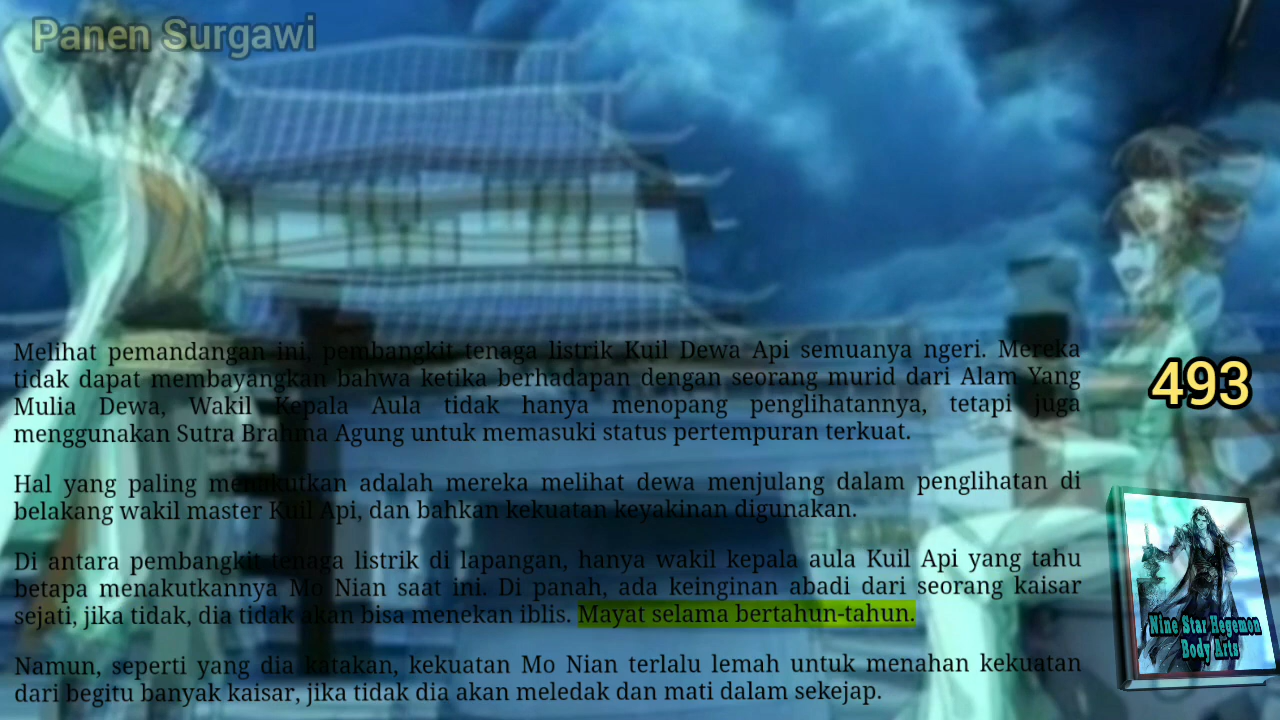 Panen Surgawi
Melihat pemandangan ini, pembangkit tenaga listrik Kuil Dewa Api semuanya ngeri. Mereka
tidak dapat membayangkan bahwa ketika berhadapan dengan seorang murid dari Alam Yang
Mulia Dewa, Wakil Kepala Aula tidak hanya menopang penglihatannya, tetapi juga
menggunakan Sutra Brahma Agung untuk memasuki status pertempuran terkuat.
Hal yang paling menakutkan adalah mereka melihat dewa menjulang dalam penglihatan di
belakang wakil master Kuil Api, dan bahkan kekuatan keyakinan digunakan.
Di antara pembangkit tenaga listrik di lapangan, hanya wakil kepala aula Kuil Api yang tahu
betapa menakutkannya Mo Nian saat ini. Di panah, ada keinginan abadi dari seorang kaisar
sejati, jika tidak, dia tidak akan bisa menekan iblis. Mayat selama bertahun-tahun.
Namun, seperti yang dia katakan, kekuatan Mo Nian terlalu lemah untuk menahan kekuatan
dari begitu banyak kaisar, jika tidak dia akan meledak dan mati dalam sekejap.
493
Nine Star Hegemon
Body Arts